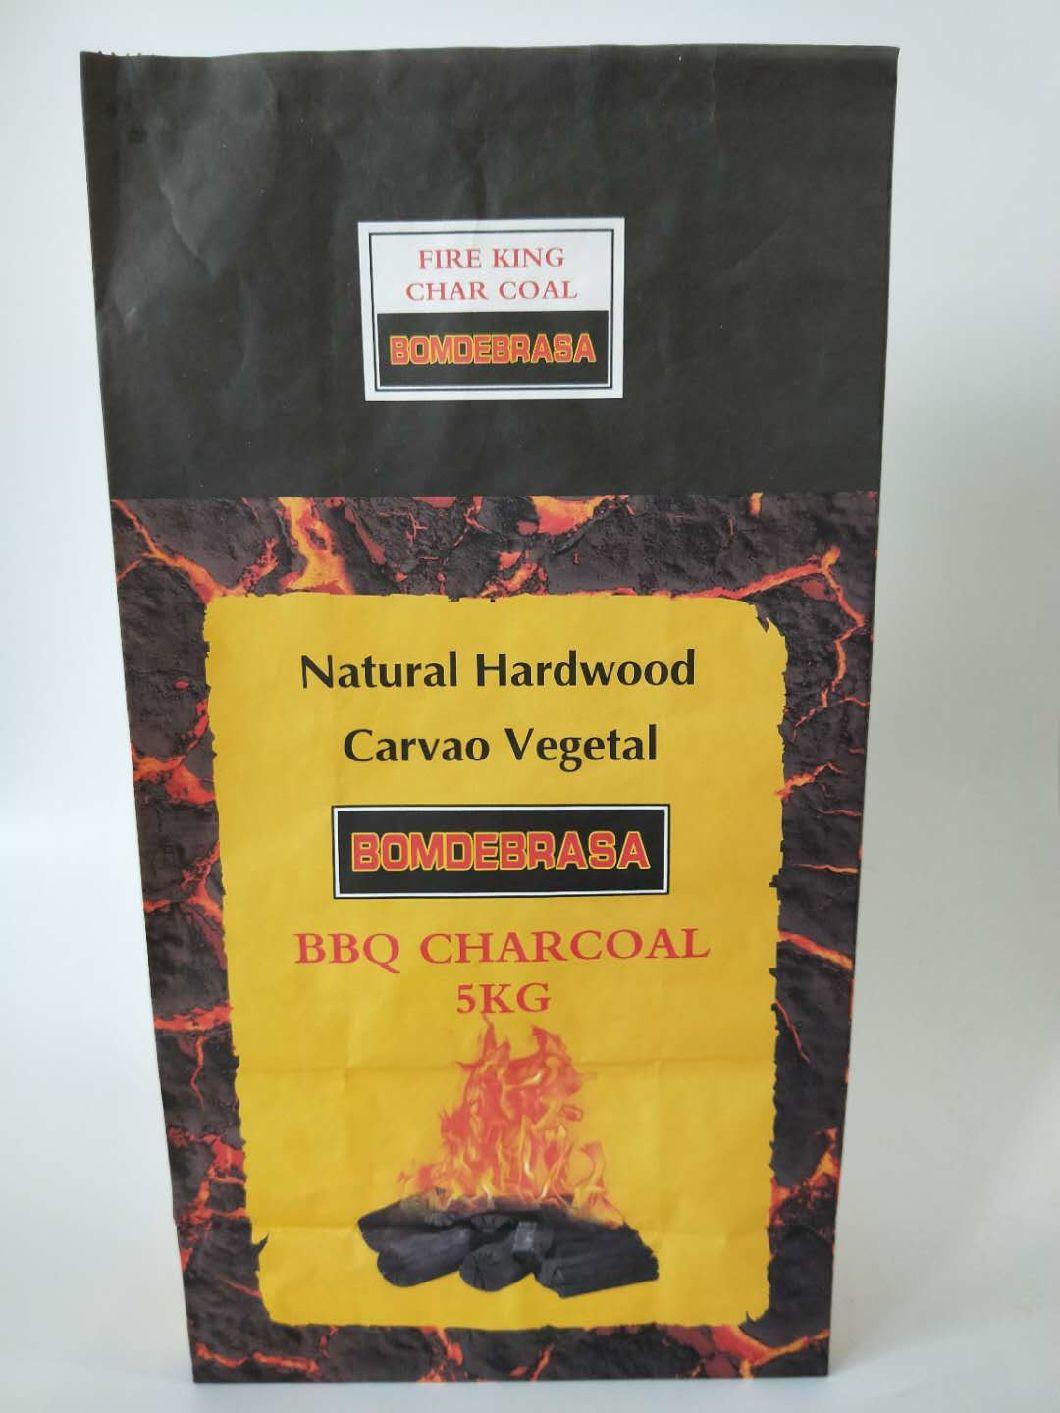 FIRE KING
CHAR COAL
BOMDEBRASA
Natural Hardwood
Carvao Vegetal
BOMDEBRASA
BBQ CHARCOAL
5KG